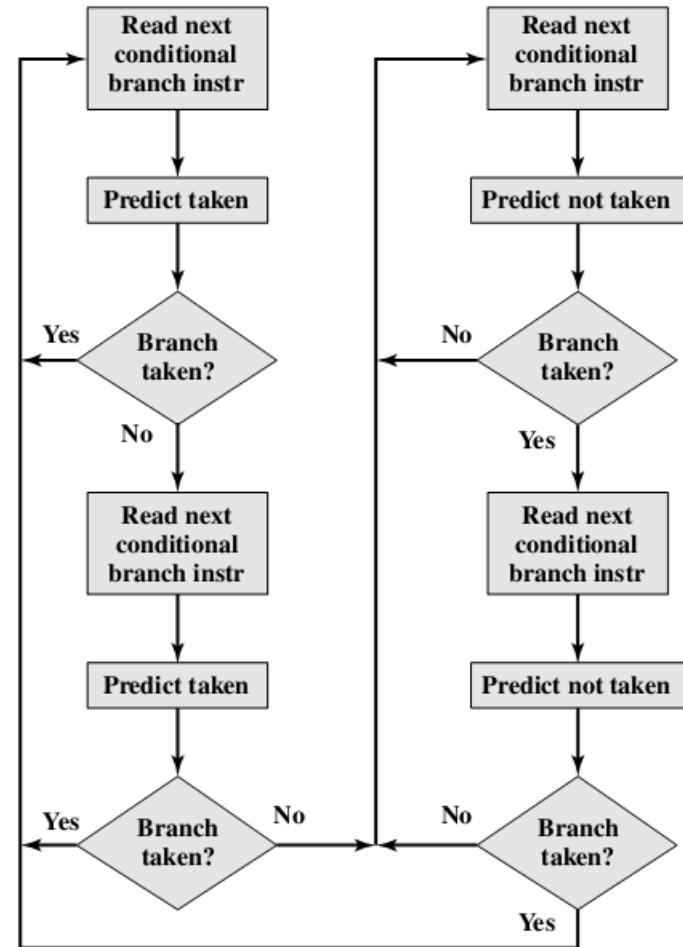 Read next
conditional
branch instr
Predict taken
Yes
Branch
taken?
No
Read next
conditional
branch instr
Predict taken
Yes
Branch
taken?
No
Read next
conditional
branch instr
Predict not taken
No
Branch
taken?
Yes
Read next
conditional
branch instr
Predict not taken
No
Branch
taken?
Yes